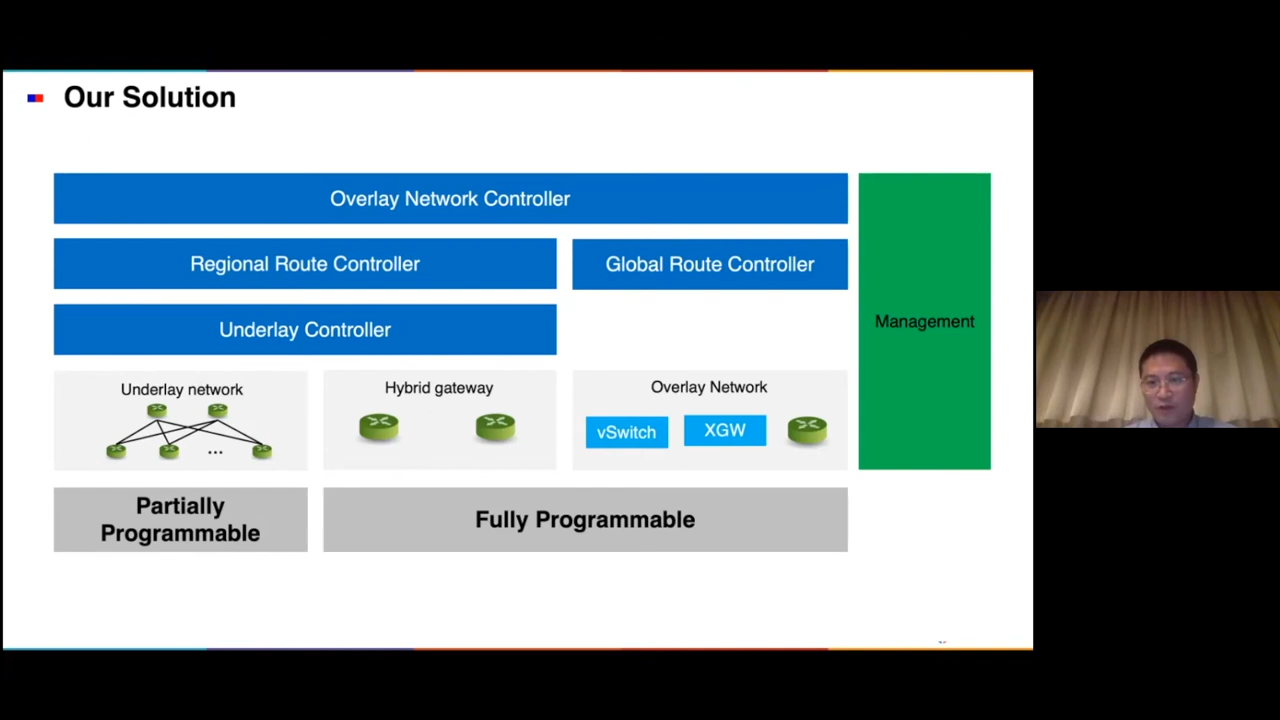 Our Solution
Overlay Network Controller
Regional Route Controller
Global Route Controller
Underlay Controller
Management
Underlay network
Hybrid gateway
Overlay Network
vSwitch
XGW
...
Partially
Programmable
Fully Programmable